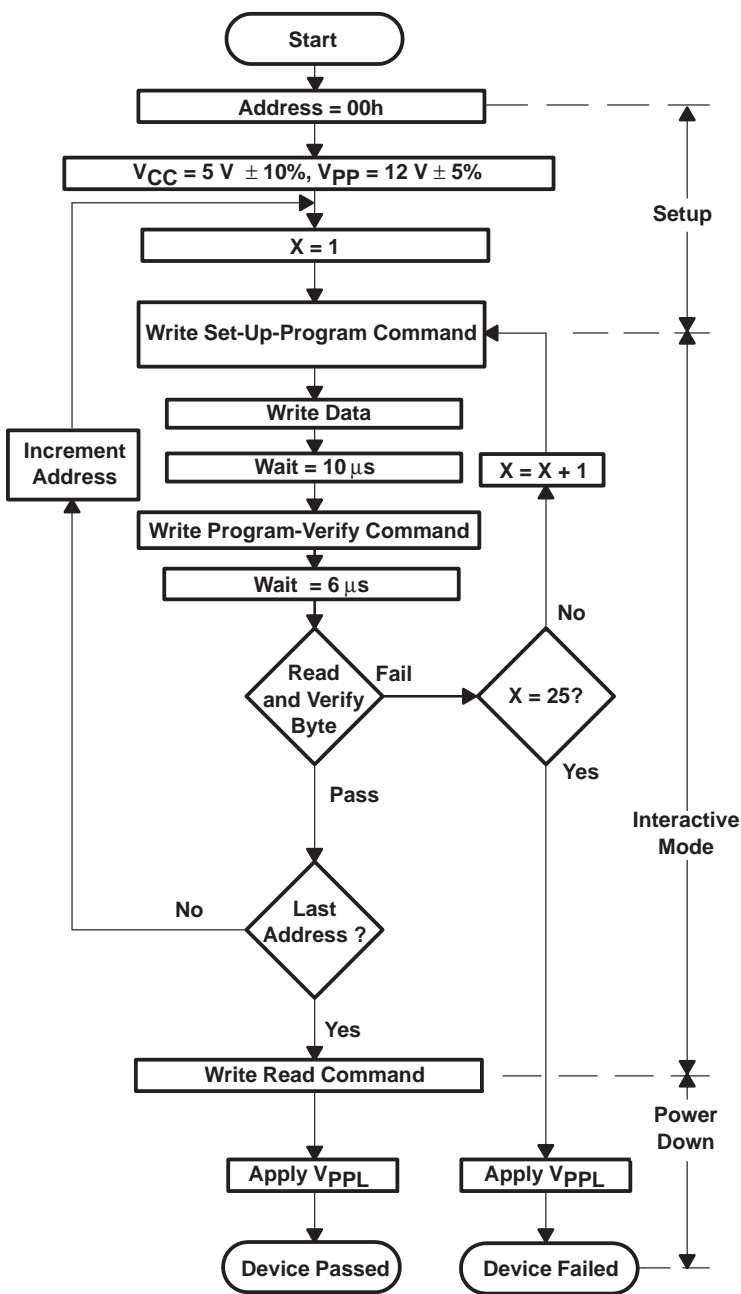 Start
Address = 00h
VCC = 5 V ± 10%, VPP = 12 V ± 5%
Setup
X = 1
Write Set-Up-Program Command
Write Data
Increment
Address
Wait = 10 µs
X = X + 1
Write Program-Verify Command
Wait = 6 µs
No
Read
and Verify
Byte
Fail
X = 25?
Yes
Pass
Interactive
Mode
No
Last
Address ?
Yes
Write Read Command
Power
Down
Apply VPPL
Apply VPPL
Device Passed
Device Failed